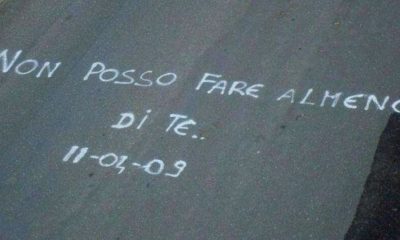 NON POSSO FARE ALMENO
Di TE..
11-04-09